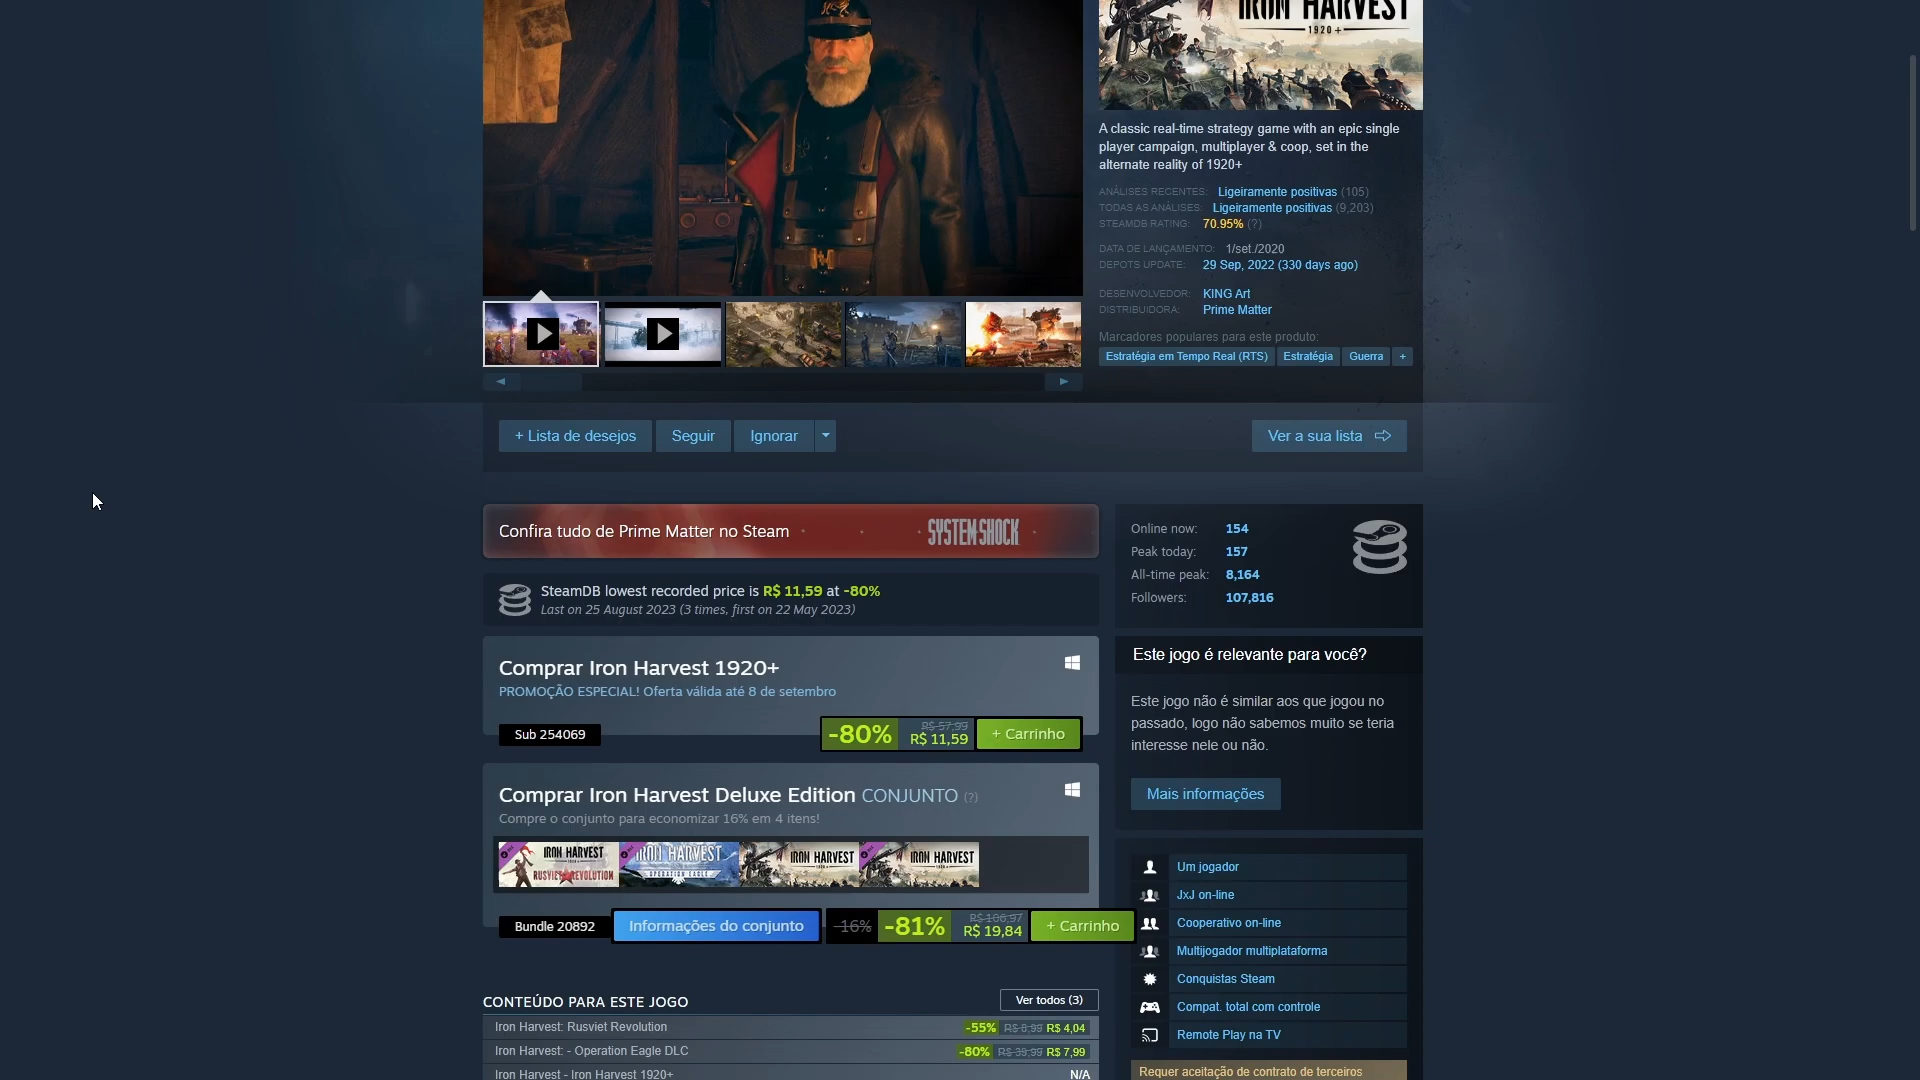 IRON HARVEST
1920+
A classic real-time strategy game with an epic single
player campaign, multiplayer & coop, set in the
alternate reality of 1920+
ANÁLISES RECENTES: Ligeiramente positivas (105)
TODAS AS ANÁLISES: Ligeiramente positivas (9,203)
STEAMDB RATING: 70.95% (?)
DATA DE LANÇAMENTO: 1/set./2020
DEPOTS UPDATE: 29 Sep, 2022 (330 days ago)
DESENVOLVEDOR: KING Art
DISTRIBUIDORA: Prime Matter
Marcadores populares para este produto:
Estratégia em Tempo Real (RTS) Estratégia Guerra +
+ Lista de desejos Seguir Ignorar Ver a sua lista
Confira tudo de Prime Matter no Steam SYSTEM SHOCK
SteamDB lowest recorded price is R$ 11,59 at -80%
Last on 25 August 2023 (3 times, first on 22 May 2023)
Comprar Iron Harvest 1920+
PROMOÇÃO ESPECIAL! Oferta válida até 8 de setembro
Sub 254069
-80% R$ 57,99 R$ 11,59 + Carrinho
Comprar Iron Harvest Deluxe Edition CONJUNTO (?)
Compre o conjunto para economizar 16% em 4 itens!
IRON HARVEST RUSVIET REVOLUTION
IRON HARVEST OPERATION EAGLE
IRON HARVEST
IRON HARVEST
Bundle 20892 Informações do conjunto -16% -81% R$ 106,97 R$ 19,84 + Carrinho
CONTEÚDO PARA ESTE JOGO Ver todos (3)
Iron Harvest: Rusviet Revolution -55% R$ 8,99 R$ 4,04
Iron Harvest: - Operation Eagle DLC -80% R$ 39,99 R$ 7,99
Iron Harvest - Iron Harvest 1920+ N/A
Online now: 154
Peak today: 157
All-time peak: 8,164
Followers: 107,816
Este jogo é relevante para você?
Este jogo não é similar aos que jogou no
passado, logo não sabemos muito se teria
interesse nele ou não.
Mais informações
Um jogador
JxJ on-line
Cooperativo on-line
Multijogador multiplataforma
Conquistas Steam
Compat. total com controle
Remote Play na TV
Requer aceitação de contrato de terceiros